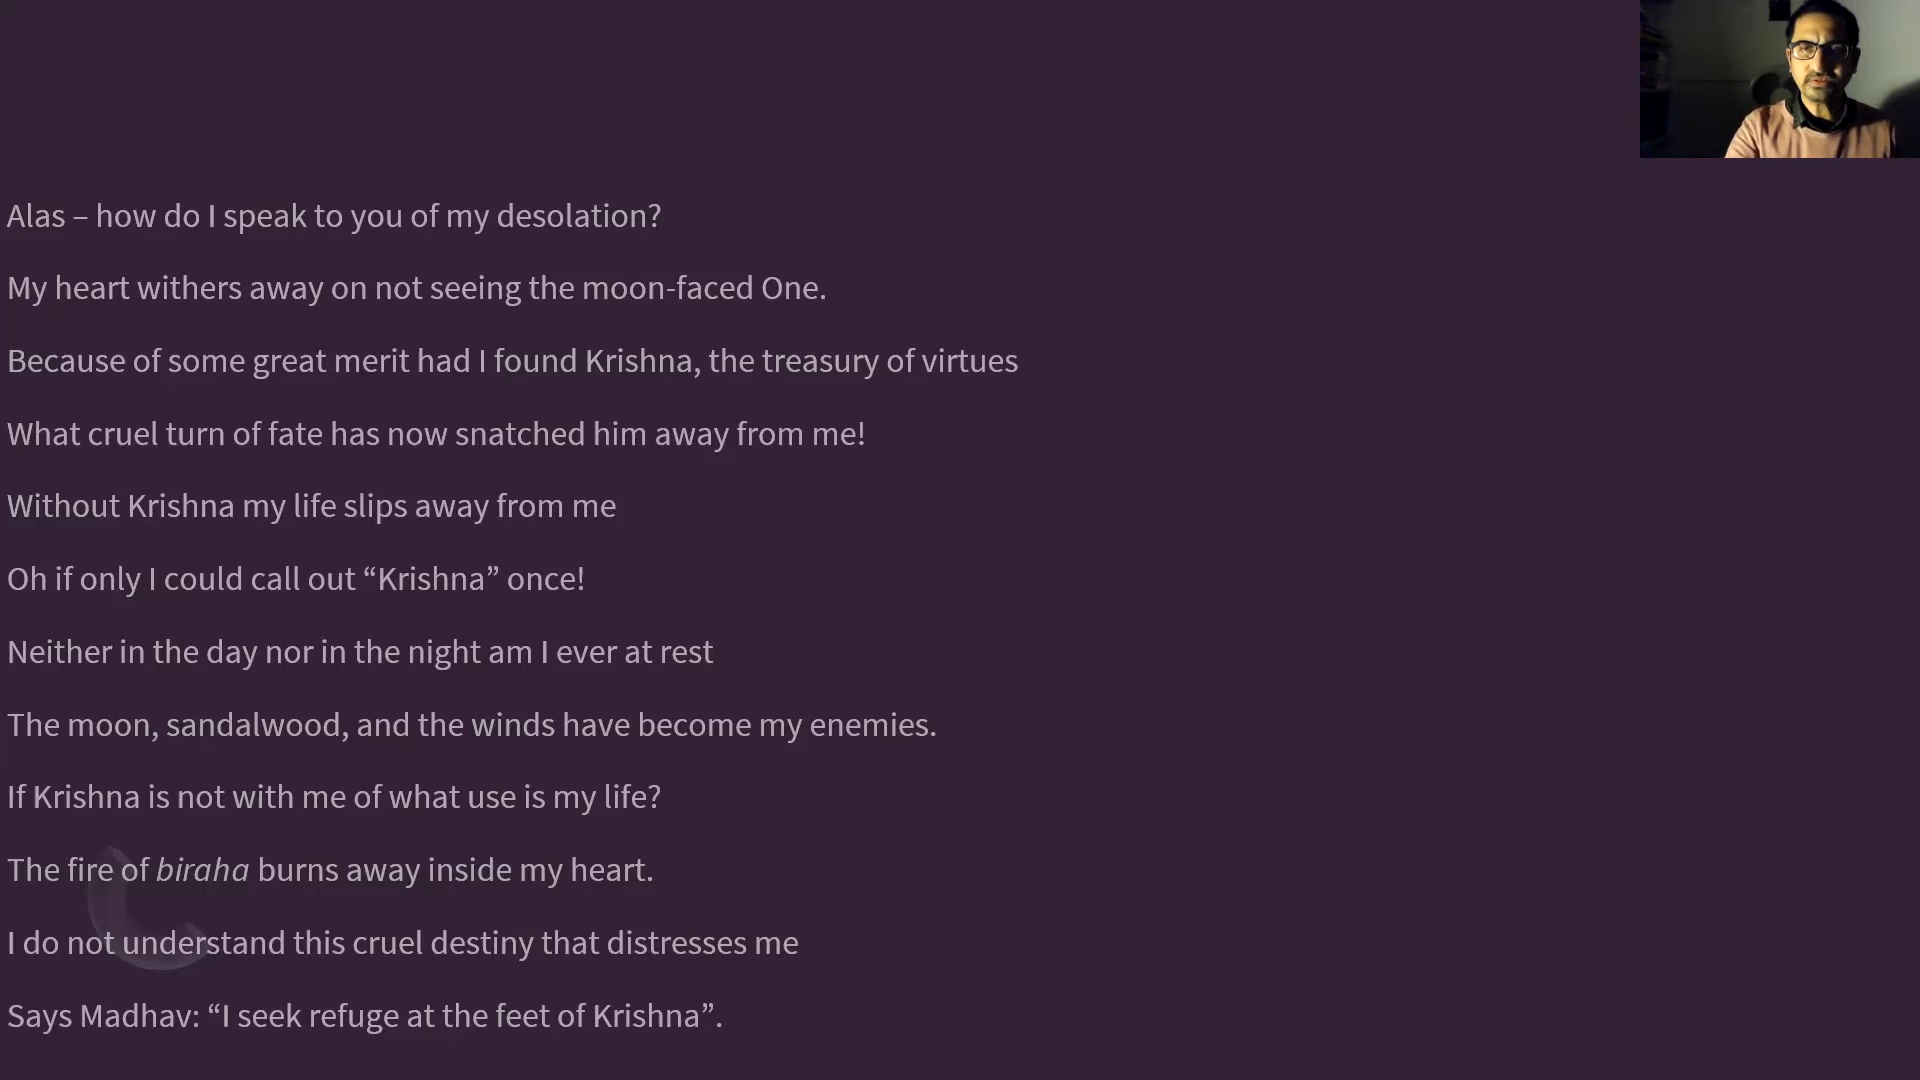 Alas – how do I speak to you of my desolation?
My heart withers away on not seeing the moon-faced One.
Because of some great merit had I found Krishna, the treasury of virtues
What cruel turn of fate has now snatched him away from me!
Without Krishna my life slips away from me
Oh if only I could call out “Krishna” once!
Neither in the day nor in the night am I ever at rest
The moon, sandalwood, and the winds have become my enemies.
If Krishna is not with me of what use is my life?
The fire of biraha burns away inside my heart.
I do not understand this cruel destiny that distresses me
Says Madhav: “I seek refuge at the feet of Krishna”.